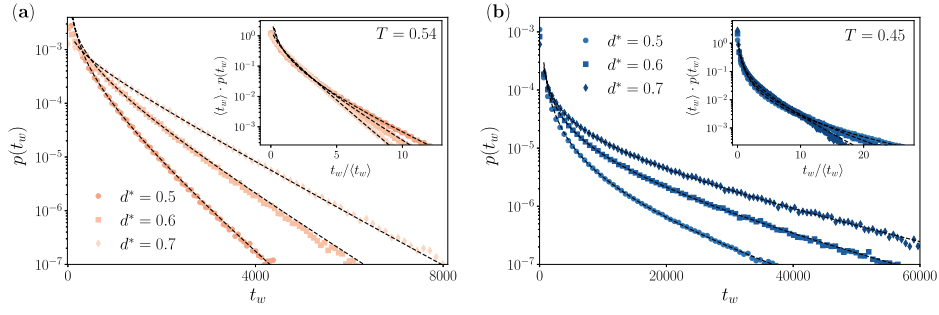 (a)
T = 0.54
⟨t_w⟩ · p(t_w)
10^0
10^-1
10^-2
10^-3
0 5 10
t_w/⟨t_w⟩
p(t_w)
10^-3
10^-4
10^-5
10^-6
10^-7
d* = 0.5
d* = 0.6
d* = 0.7
0 4000 8000
t_w
(b)
d* = 0.5
d* = 0.6
d* = 0.7
T = 0.45
⟨t_w⟩ · p(t_w)
10^0
10^-1
10^-2
10^-3
0 10 20
t_w/⟨t_w⟩
p(t_w)
10^-3
10^-4
10^-5
10^-6
10^-7
0 20000 40000 60000
t_w